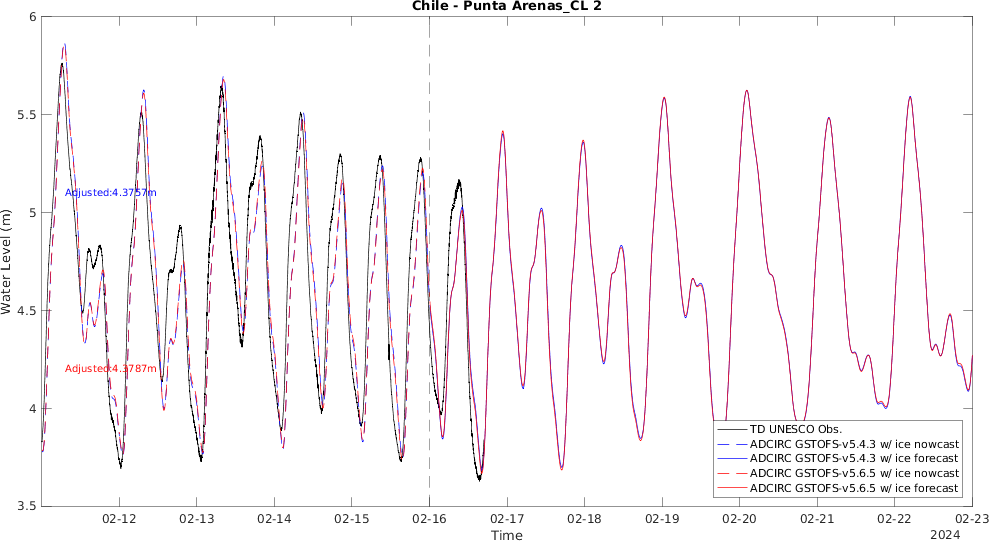 Chile - Punta Arenas_CL 2
Water Level (m)
6
5.5
5
4.5
4
3.5
Adjusted:4.3757m
Adjusted:4.3787m
TD UNESCO Obs.
ADCIRC GSTOFS-v5.4.3 w/ ice nowcast
ADCIRC GSTOFS-v5.4.3 w/ ice forecast
ADCIRC GSTOFS-v5.6.5 w/ ice nowcast
ADCIRC GSTOFS-v5.6.5 w/ ice forecast
02-12 02-13 02-14 02-15 02-16 02-17 02-18 02-19 02-20 02-21 02-22 02-23
Time
2024